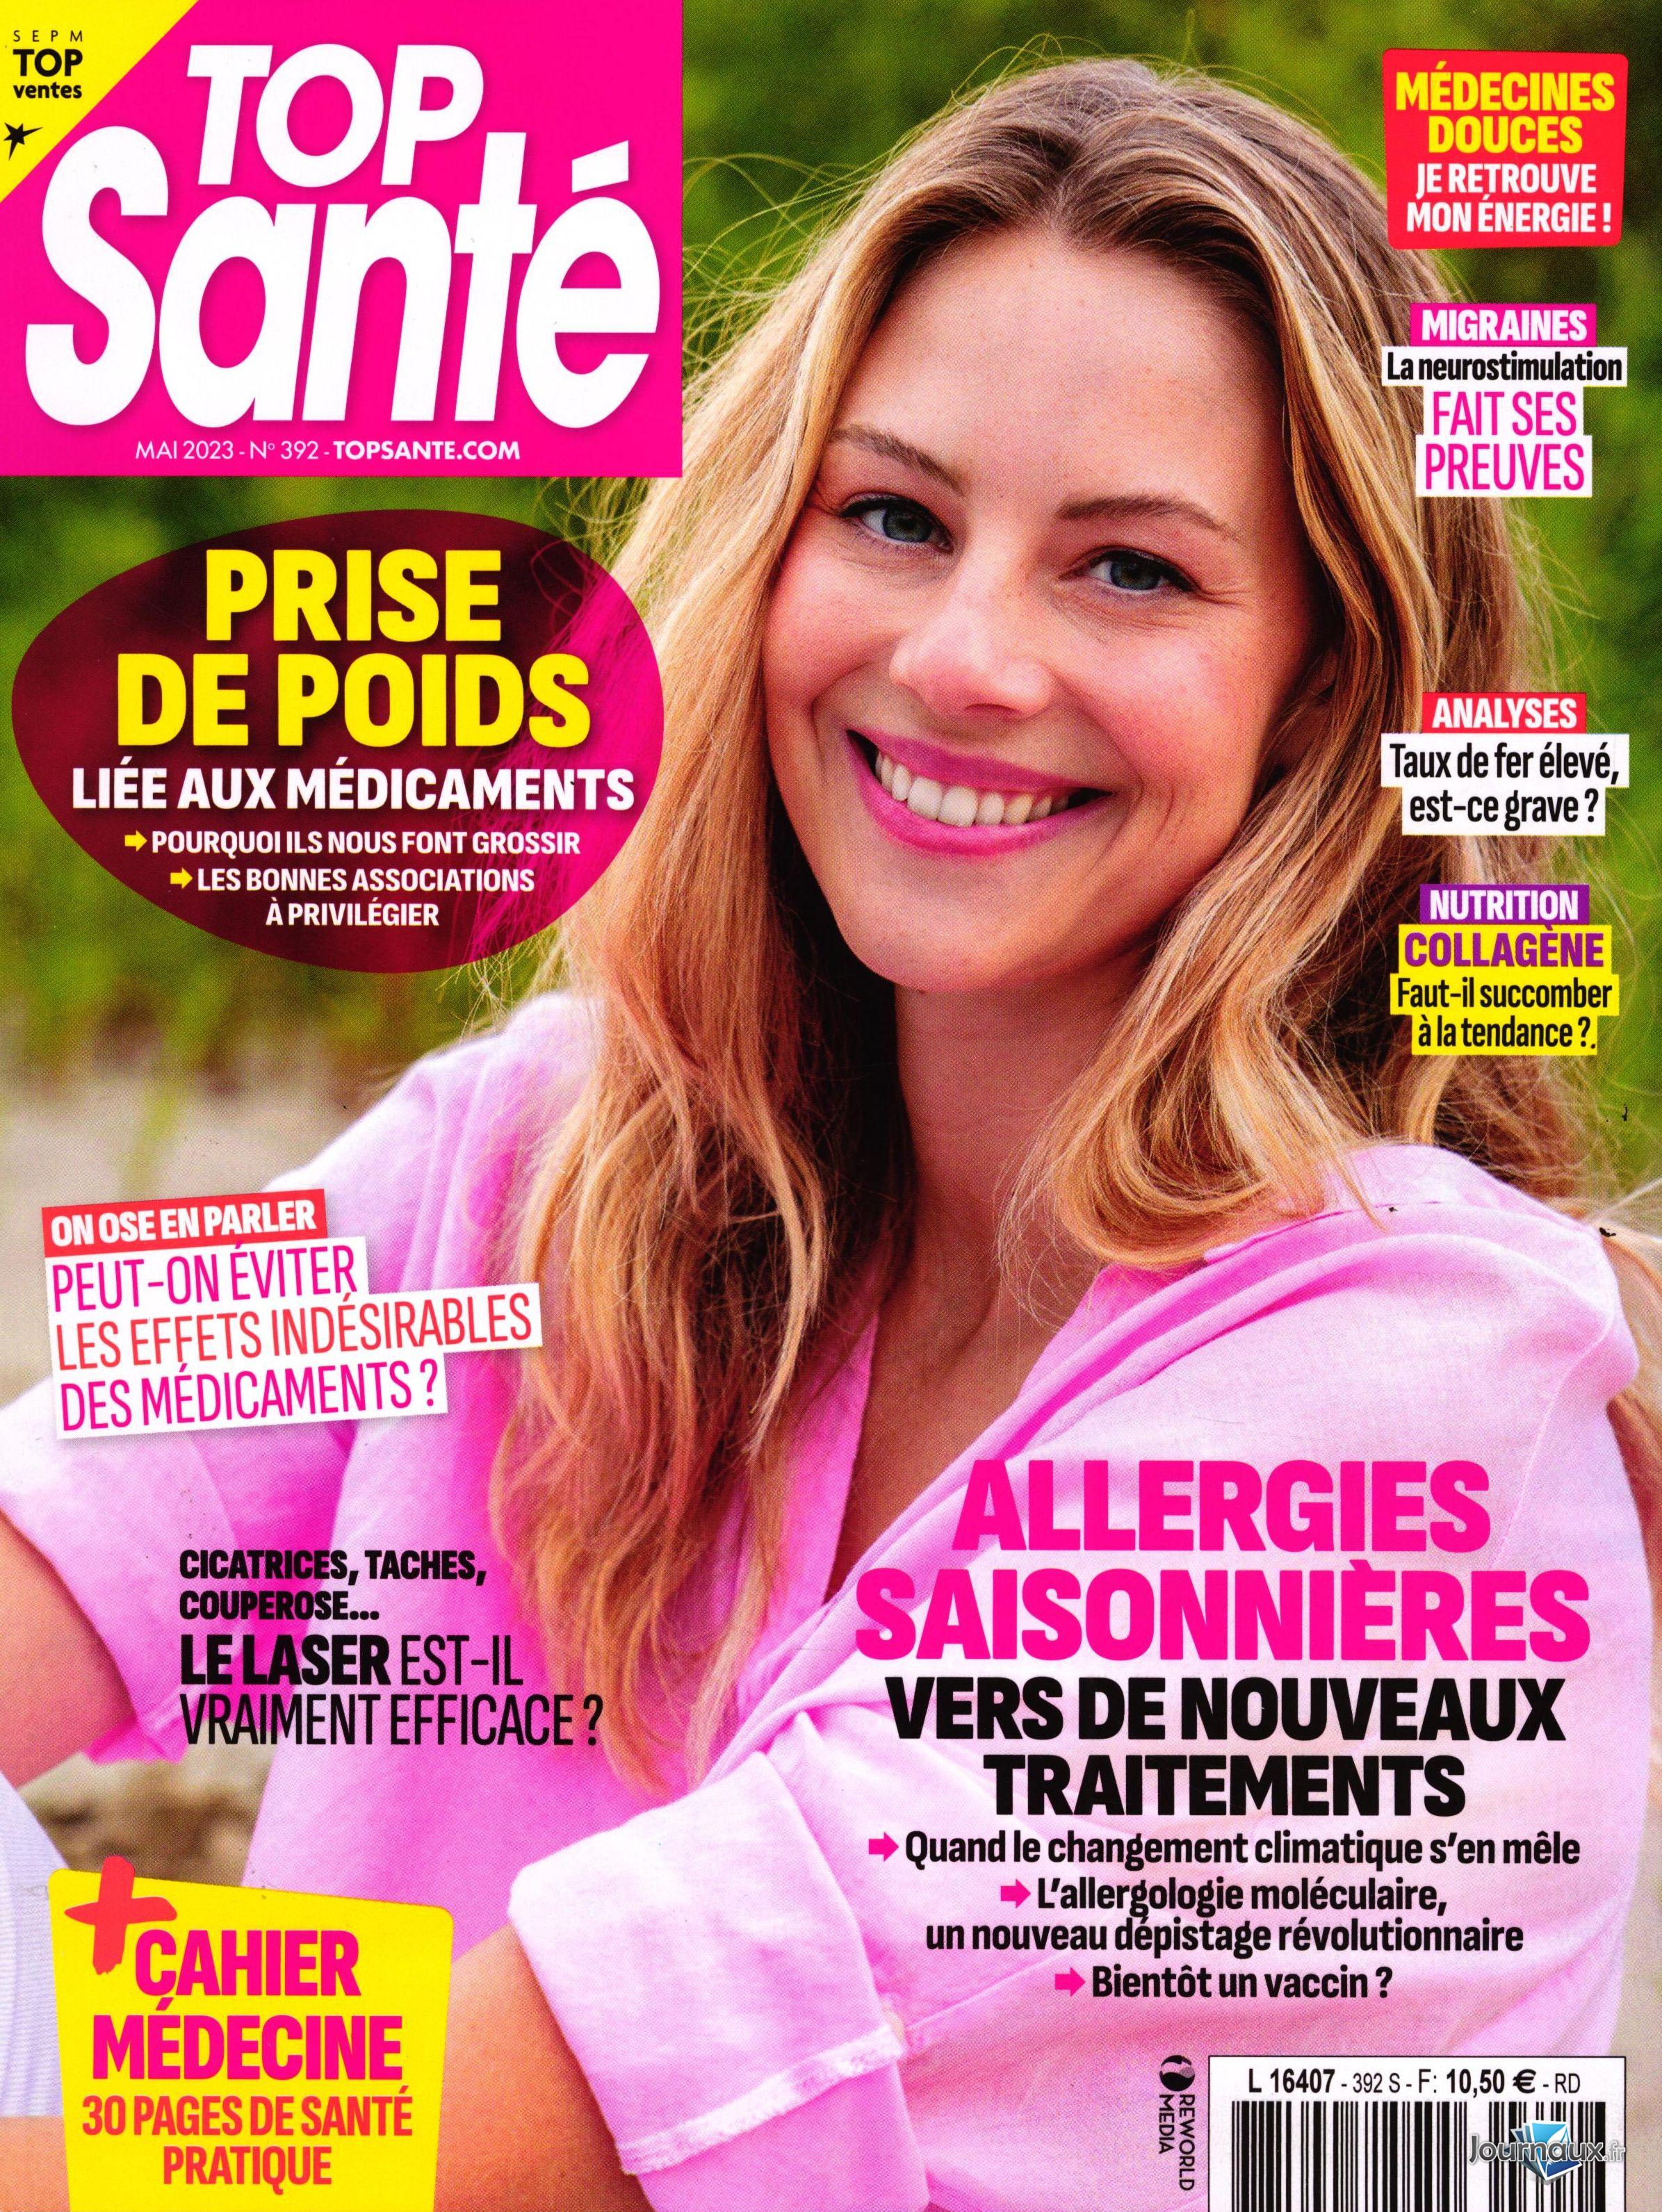 SEPM
TOP
ventes
TOP
Santé
MAI 2023 - N° 392 - TOPSANTE.COM
MÉDECINES
DOUCES
JE RETROUVE
MON ÉNERGIE !
MIGRAINES
La neurostimulation
FAIT SES
PREUVES
PRISE
DE POIDS
LIÉE AUX MÉDICAMENTS
➡ POURQUOI ILS NOUS FONT GROSSIR
➡ LES BONNES ASSOCIATIONS
À PRIVILÉGIER
ANALYSES
Taux de fer élevé,
est-ce grave ?
NUTRITION
COLLAGÈNE
Faut-il succomber
à la tendance ?.
ON OSE EN PARLER
PEUT-ON ÉVITER
LES EFFETS INDÉSIRABLES
DES MÉDICAMENTS ?
CICATRICES, TACHES,
COUPEROSE...
LE LASER EST-IL
VRAIMENT EFFICACE ?
ALLERGIES
SAISONNIÈRES
VERS DE NOUVEAUX
TRAITEMENTS
➡ Quand le changement climatique s'en mêle
➡ L'allergologie moléculaire,
un nouveau dépistage révolutionnaire
➡ Bientôt un vaccin ?
+ CAHIER
MÉDECINE
30 PAGES DE SANTÉ
PRATIQUE
REWORLD
MEDIA
L 16407 - 392 S - F: 10,50 € - RD
Journaux.fr